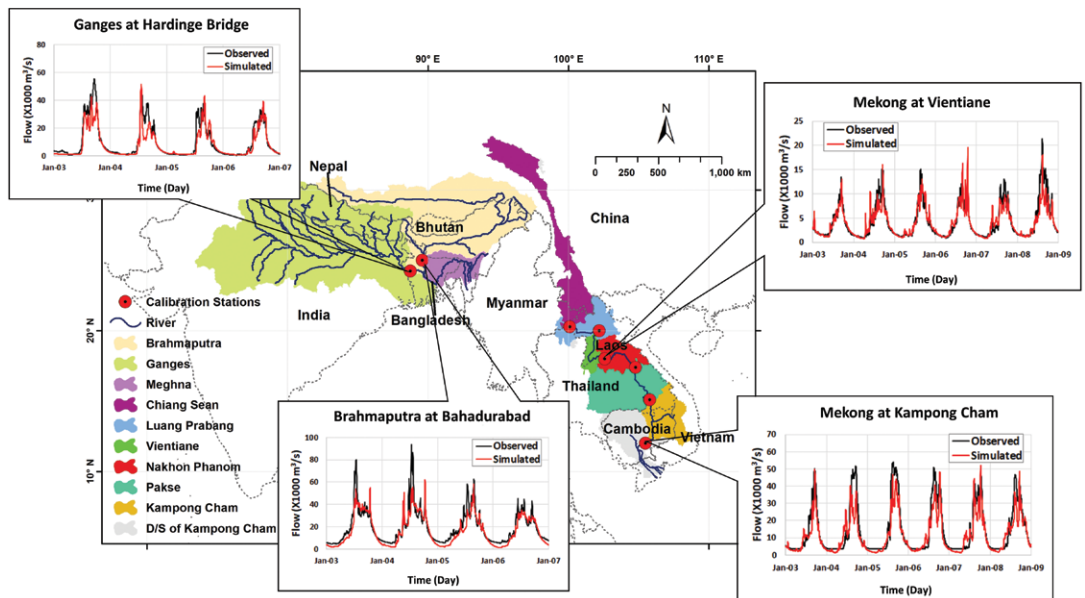 Ganges at Hardinge Bridge
Flow (X1000 m³/s)
80
60
40
20
0
Observed
Simulated
Jan-03 Jan-04 Jan-05 Jan-06 Jan-07
Time (Day)
90° E 100° E 110° E
N
0 250 500 1,000 km
Mekong at Vientiane
Flow (X1000 m³/s)
25
20
15
10
5
0
Observed
Simulated
Jan-03 Jan-04 Jan-05 Jan-06 Jan-07 Jan-08 Jan-09
Time (Day)
Nepal
China
Bhutan
Myanmar
India
Bangladesh
20° N
Laos
Thailand
Cambodia
Vietnam
10° N
Calibration Stations
River
Brahmaputra
Ganges
Meghna
Chiang Sean
Luang Prabang
Vientiane
Nakhon Phanom
Pakse
Kampong Cham
D/S of Kampong Cham
Brahmaputra at Bahadurabad
Flow (X1000 m³/s)
100
80
60
40
20
0
Observed
Simulated
Jan-03 Jan-04 Jan-05 Jan-06 Jan-07
Time (Day)
Mekong at Kampong Cham
Flow (X1000 m³/s)
70
60
50
40
30
20
10
0
Observed
Simulated
Jan-03 Jan-04 Jan-05 Jan-06 Jan-07 Jan-08 Jan-09
Time (Day)